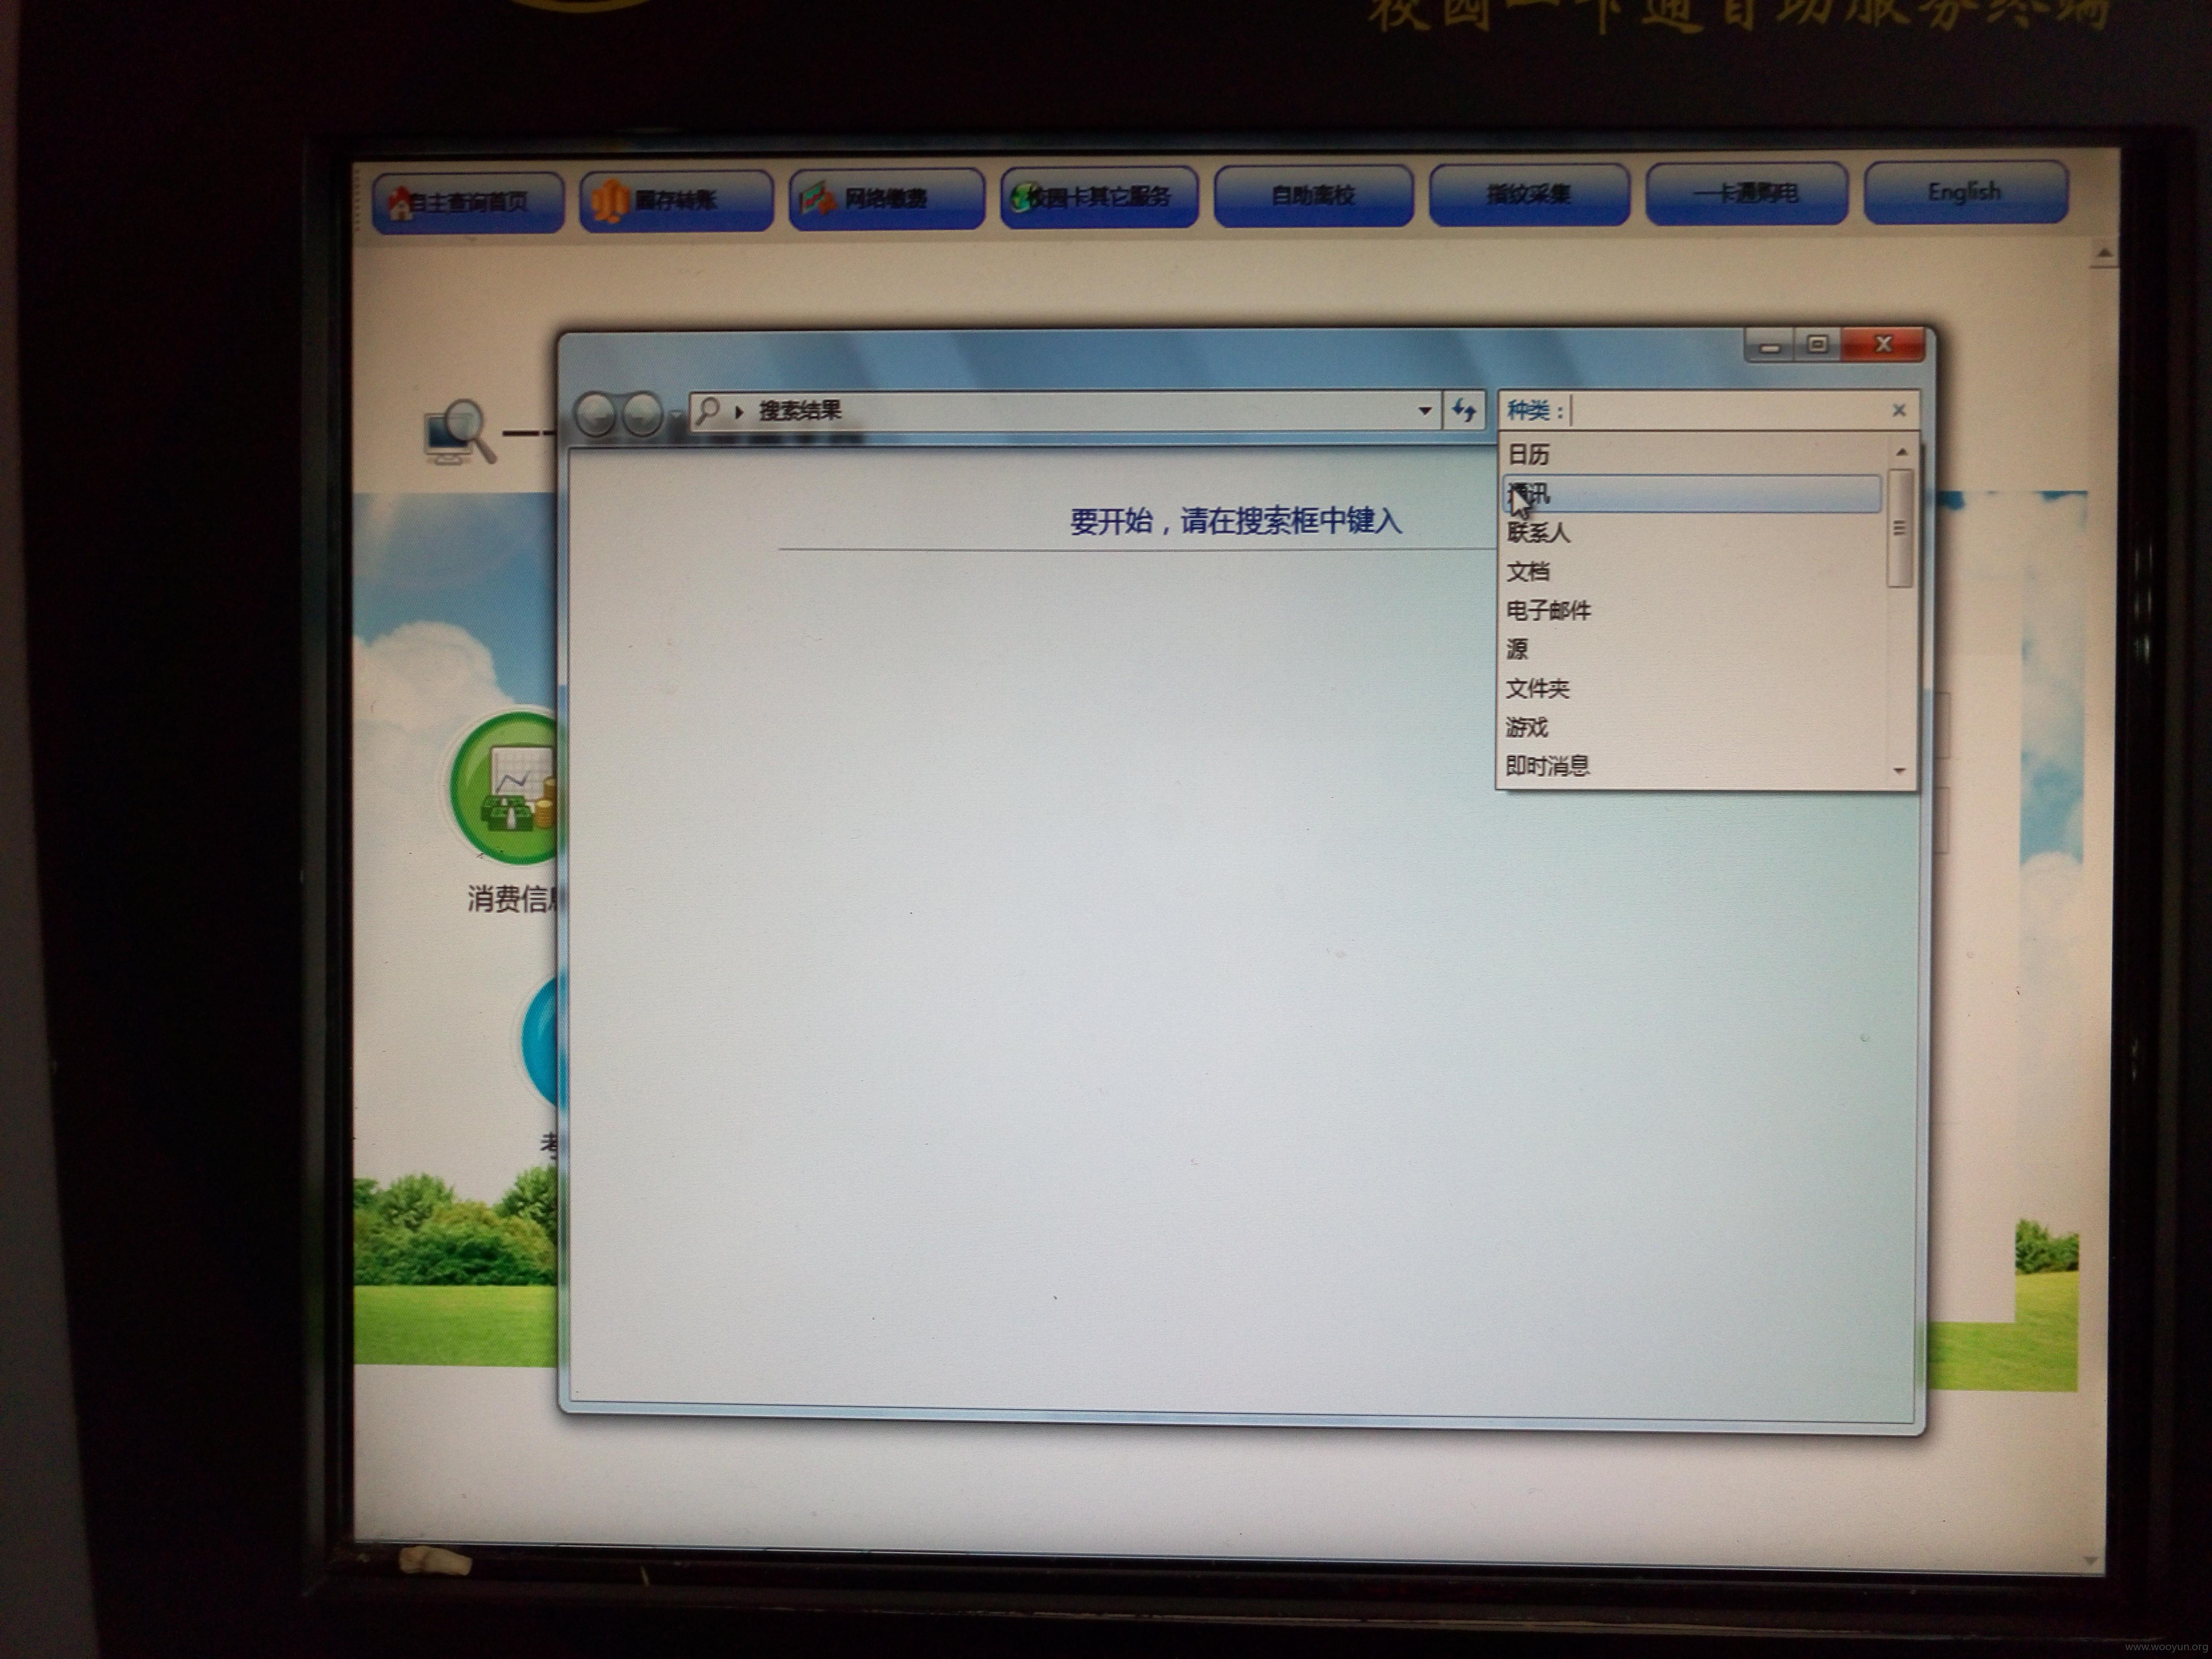 校园一卡通自助服务终端
自主查询首页
圈存转账
网络缴费
校园卡其它服务
自助离校
指纹采集
一卡通购电
English
搜索结果
种类：
日历
通讯
联系人
文档
电子邮件
源
文件夹
游戏
即时消息
要开始，请在搜索框中键入
消费信息
考
www.wooyun.org